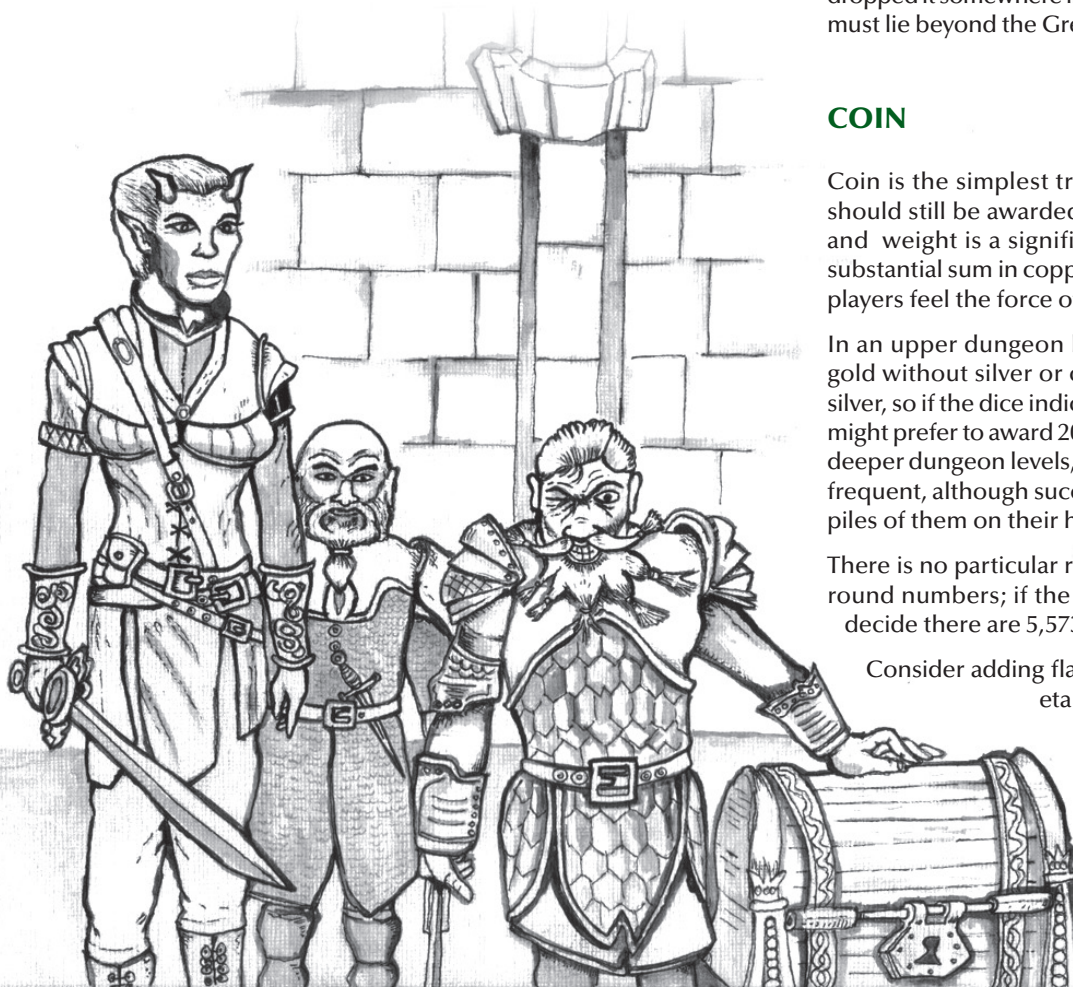 dropped it somewhere
must lie beyond the Gre
COIN
Coin is the simplest tr
should still be awarded
and weight is a signifi
substantial sum in copp
players feel the force o
In an upper dungeon l
gold without silver or
silver, so if the dice indic
might prefer to award 20
deeper dungeon levels,
frequent, although succ
piles of them on their h
There is no particular r
round numbers; if the
decide there are 5,573
Consider adding fla
eta